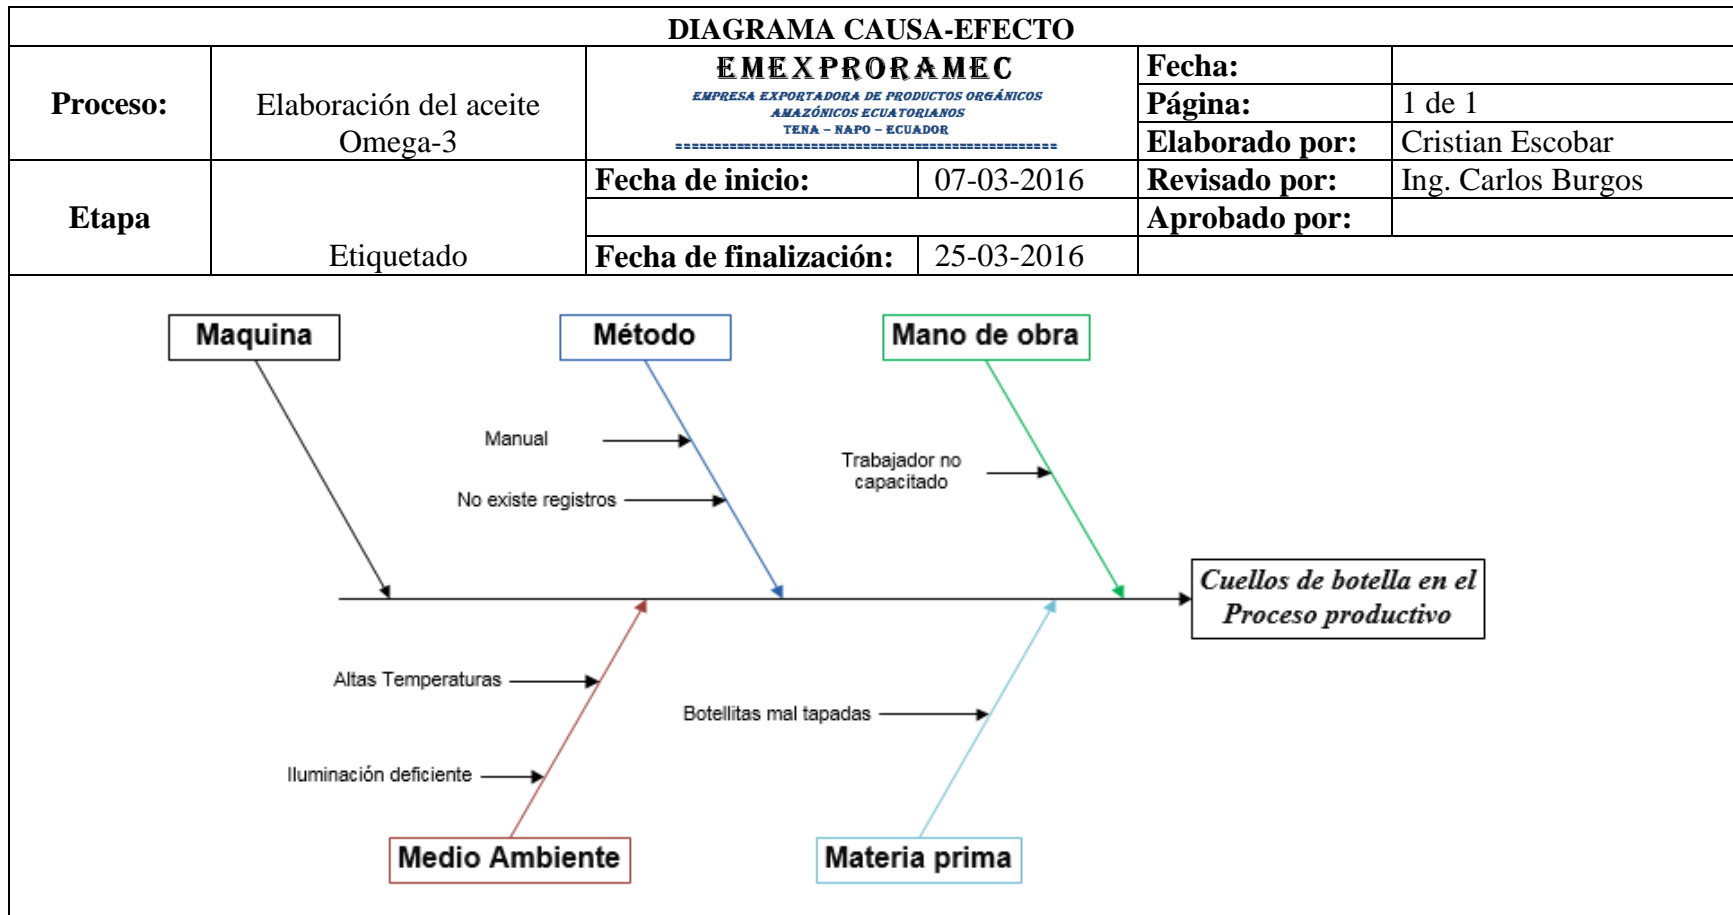 DIAGRAMA CAUSA-EFECTO
Proceso:
Elaboración del aceite
Omega-3
EMEXPRORAMEC
EMPRESA EXPORTADORA DE PRODUCTOS ORGÁNICOS
AMAZÓNICOS ECUATORIANOS
TENA – NAPO – ECUADOR
Fecha:
Página: 1 de 1
Elaborado por: Cristian Escobar
Etapa
Etiquetado
Fecha de inicio: 07-03-2016
Revisado por: Ing. Carlos Burgos
Aprobado por:
Fecha de finalización: 25-03-2016
Maquina
Método
Mano de obra
Manual
No existe registros
Trabajador no
capacitado
Cuellos de botella en el
Proceso productivo
Altas Temperaturas
Botellitas mal tapadas
Iluminación deficiente
Medio Ambiente
Materia prima